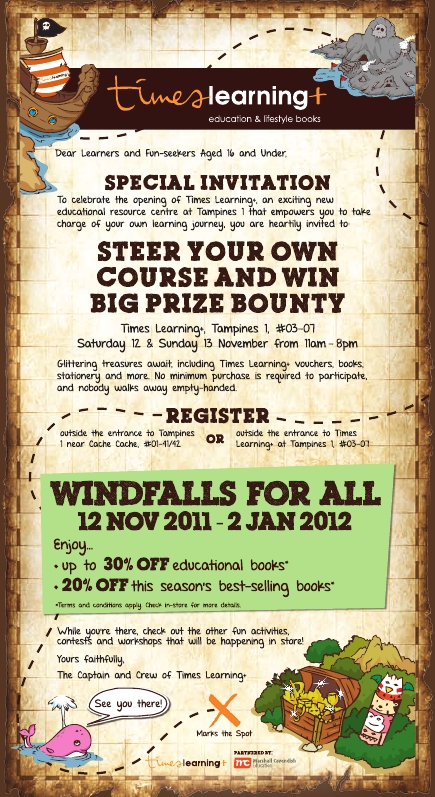 times learning+
education & lifestyle books
Dear Learners and Fun-seekers Aged 16 and Under,
SPECIAL INVITATION
To celebrate the opening of Times Learning+, an exciting new
educational resource centre at Tampines 1 that empowers you to take
charge of your own learning journey, you are heartily invited to
STEER YOUR OWN
COURSE AND WIN
BIG PRIZE BOUNTY
Times Learning+, Tampines 1, #03-07
Saturday 12 & Sunday 13 November from 11am - 8pm
Glittering treasures await, including Times Learning+ vouchers, books,
stationery and more. No minimum purchase is required to participate,
and nobody walks away empty-handed.
REGISTER
outside the entrance to Tampines
1 near Cache Cache, #01-41/42
OR
outside the entrance to Times
Learning+ at Tampines 1, #03-07
WINDFALLS FOR ALL
12 NOV 2011 - 2 JAN 2012
Enjoy...
• up to 30% OFF educational books*
• 20% OFF this season's best-selling books*
*Terms and conditions apply. Check in-store for more details.
While you're there, check out the other fun activities,
contests and workshops that will be happening in store!
Yours faithfully,
The Captain and Crew of Times Learning+
See you there!
Marks the Spot
times learning+
PARTNERED BY:
mc Marshall Cavendish
Education